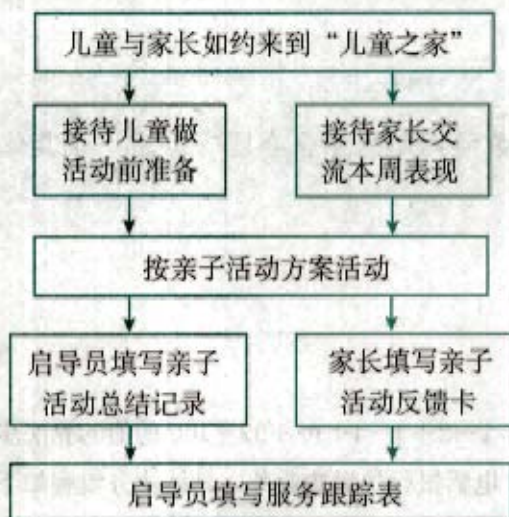 儿童与家长如约来到“儿童之家”
接待儿童做
活动前准备
接待家长交
流本周表现
按亲子活动方案活动
启导员填写亲子
活动总结记录
家长填写亲子
活动反馈卡
启导员填写服务跟踪表